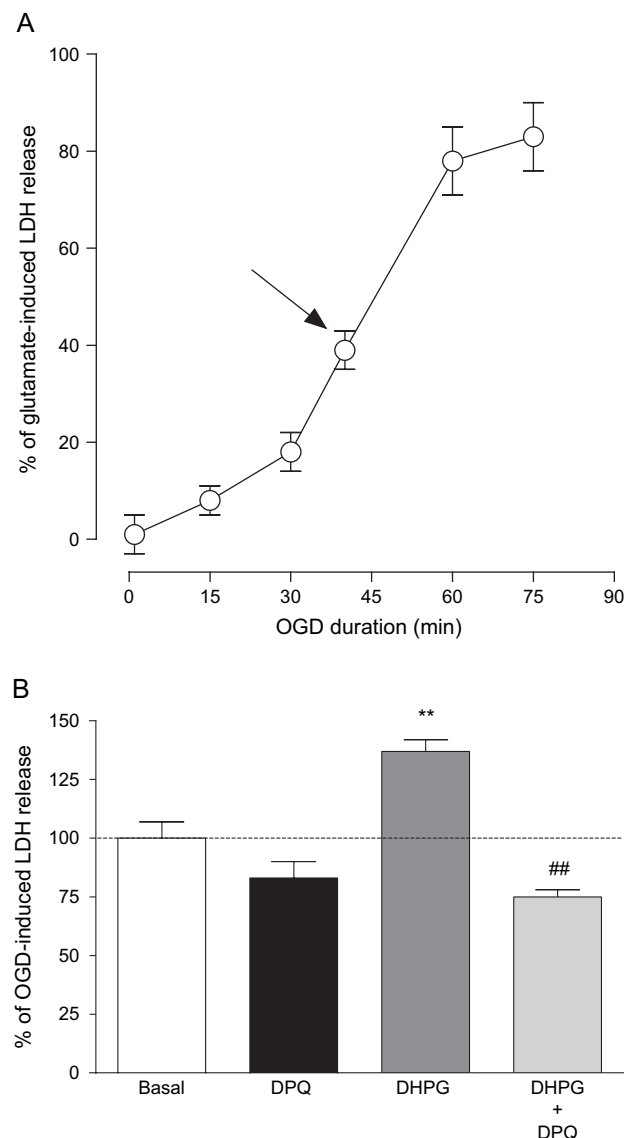 A
100
80
60
40
20
0
% of glutamate-induced LDH release
0 15 30 45 60 75 90
OGD duration (min)
B
150
125
100
75
50
25
0
% of OGD-induced LDH release
**
##
Basal DPQ DHPG DHPG
+
DPQ